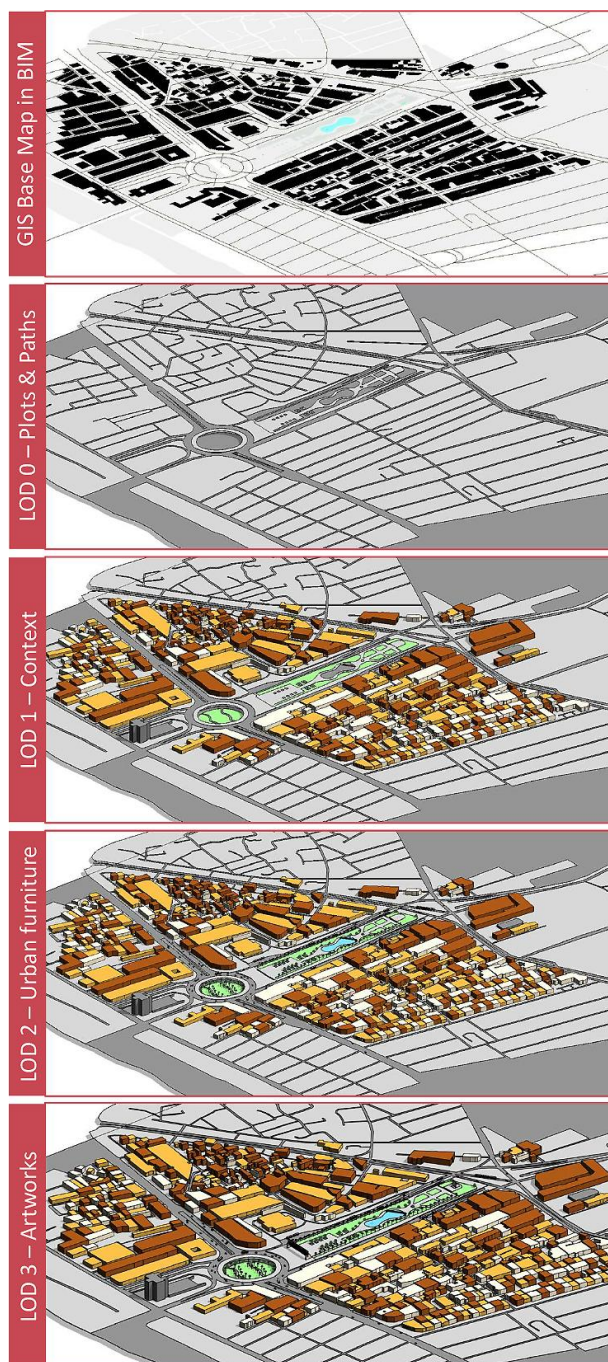 GIS Base Map in BIM
LOD 0 – Plots & Paths
LOD 1 – Context
LOD 2 – Urban furniture
LOD 3 – Artworks